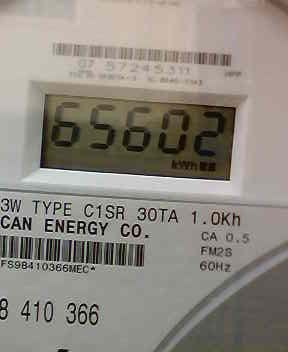 07 57245311
65602
kWh
3W TYPE C1SR 30TA 1.0Kh
CAN ENERGY CO.
CA 0.5
FM2S
60Hz
FS98410366MEC*
8 410 366